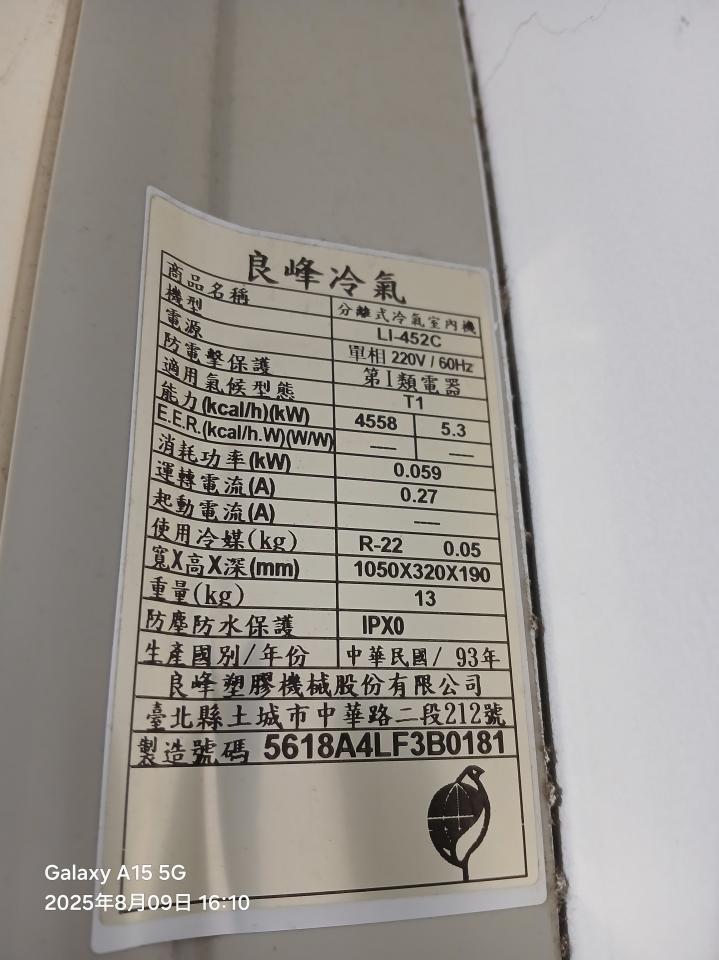 良峰冷氣
商品名稱 分離式冷氣室內機
機型 LI-452C
電源 單相 220V / 60Hz
防電擊保護 第I類電器
適用氣候型態 T1
能力(kcal/h)(kW) 4558 5.3
E.E.R.(kcal/h.W)(W/W) — —
消耗功率(kW) 0.059
運轉電流(A) 0.27
起動電流(A) —
使用冷媒(kg) R-22 0.05
寬X高X深(mm) 1050X320X190
重量(kg) 13
防塵防水保護 IPX0
生產國別/年份 中華民國/ 93年
良峰塑膠機械股份有限公司
臺北縣土城市中華路二段212號
製造號碼 5618A4LF3B0181
Galaxy A15 5G
2025年8月09日 16:10